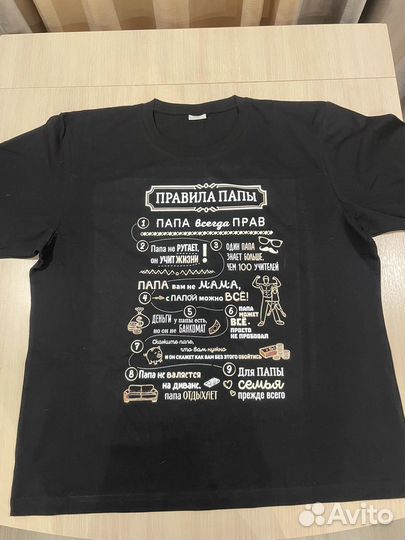 ПРАВИЛА ПАПЫ
1 ПАПА всегда ПРАВ
2 Папа не РУГАЕТ,
он УЧИТ ЖИЗНИ!
3 ОДИН ПАПА
ЗНАЕТ БОЛЬШЕ,
ЧЕМ 100 УЧИТЕЛЕЙ
ПАПА вам не МАМА,
4 с ПАПОЙ можно ВСЁ!
5 ДЕНЬГИ у папы есть,
но он не БАНКОМАТ
6 ПАПА
МОЖЕТ
ВСЁ,
ПРОСТО
НЕ ПРОБОВАЛ
7 Скажите папе,
что вам нужно
И ОН СКАЖЕТ КАК ВАМ БЕЗ ЭТОГО ОБОЙТИСЬ
8 Папа не валяется
на диване,
папа ОТДЫХАЕТ
9 Для ПАПЫ
семья
прежде всего
Avito